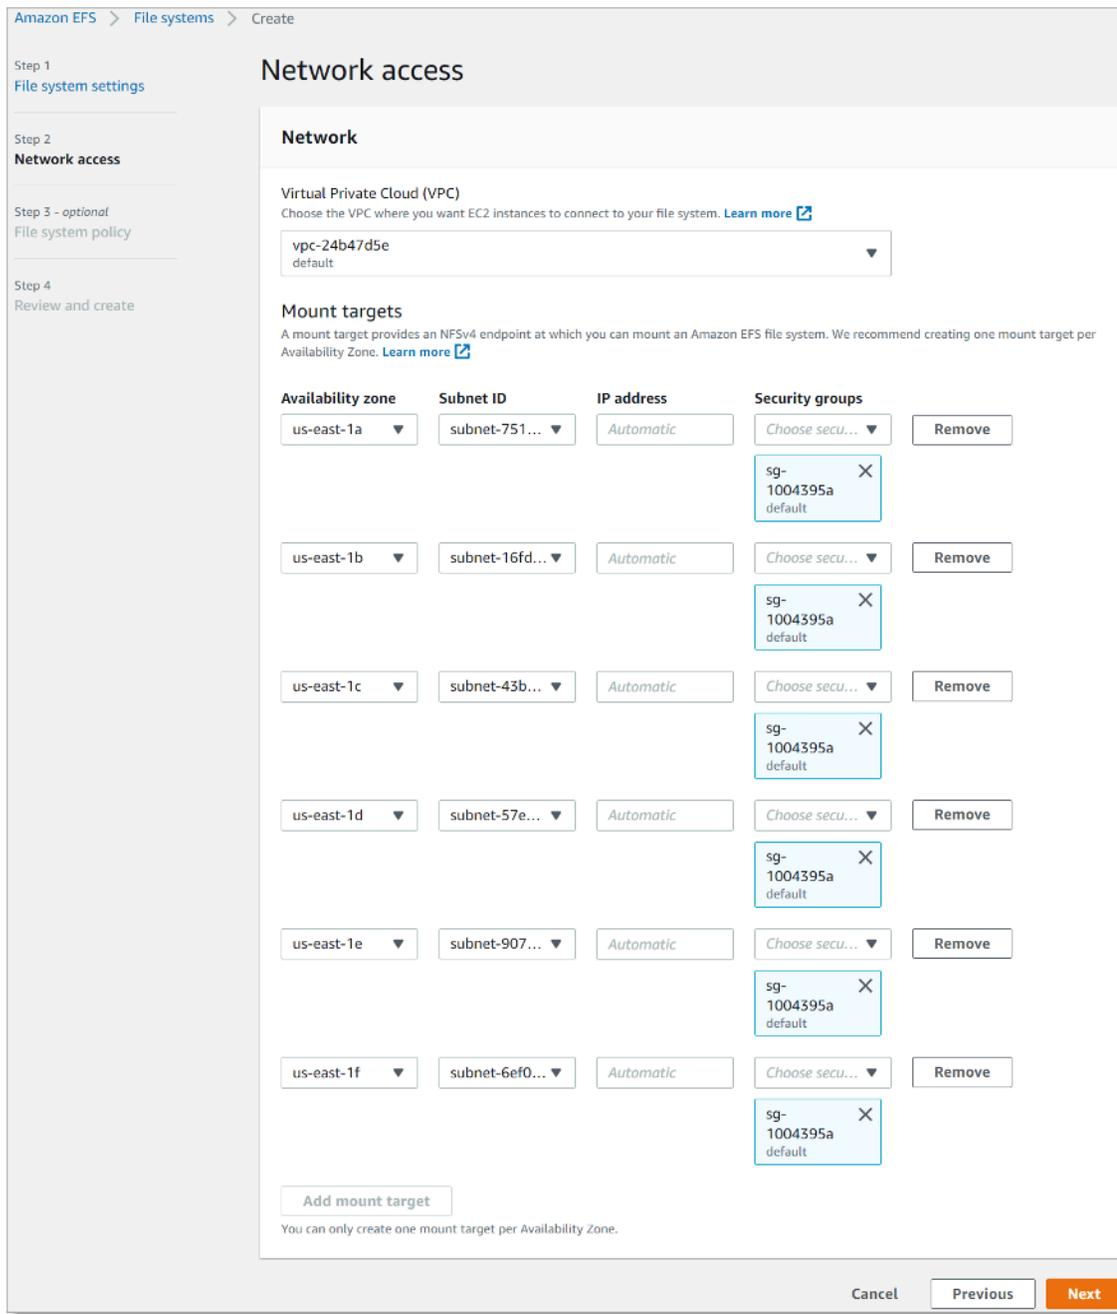 Amazon EFS > File systems > Create
Step 1
File system settings
Step 2
Network access
Step 3 - optional
File system policy
Step 4
Review and create
Network access
Network
Virtual Private Cloud (VPC)
Choose the VPC where you want EC2 instances to connect to your file system. Learn more
vpc-24b47d5e
default
Mount targets
A mount target provides an NFSv4 endpoint at which you can mount an Amazon EFS file system. We recommend creating one mount target per
Availability Zone. Learn more
Availability zone Subnet ID IP address Security groups
us-east-1a subnet-751... Automatic Choose secu... Remove
sg-
1004395a
default
us-east-1b subnet-16fd... Automatic Choose secu... Remove
sg-
1004395a
default
us-east-1c subnet-43b... Automatic Choose secu... Remove
sg-
1004395a
default
us-east-1d subnet-57e... Automatic Choose secu... Remove
sg-
1004395a
default
us-east-1e subnet-907... Automatic Choose secu... Remove
sg-
1004395a
default
us-east-1f subnet-6ef0... Automatic Choose secu... Remove
sg-
1004395a
default
Add mount target
You can only create one mount target per Availability Zone.
Cancel Previous Next